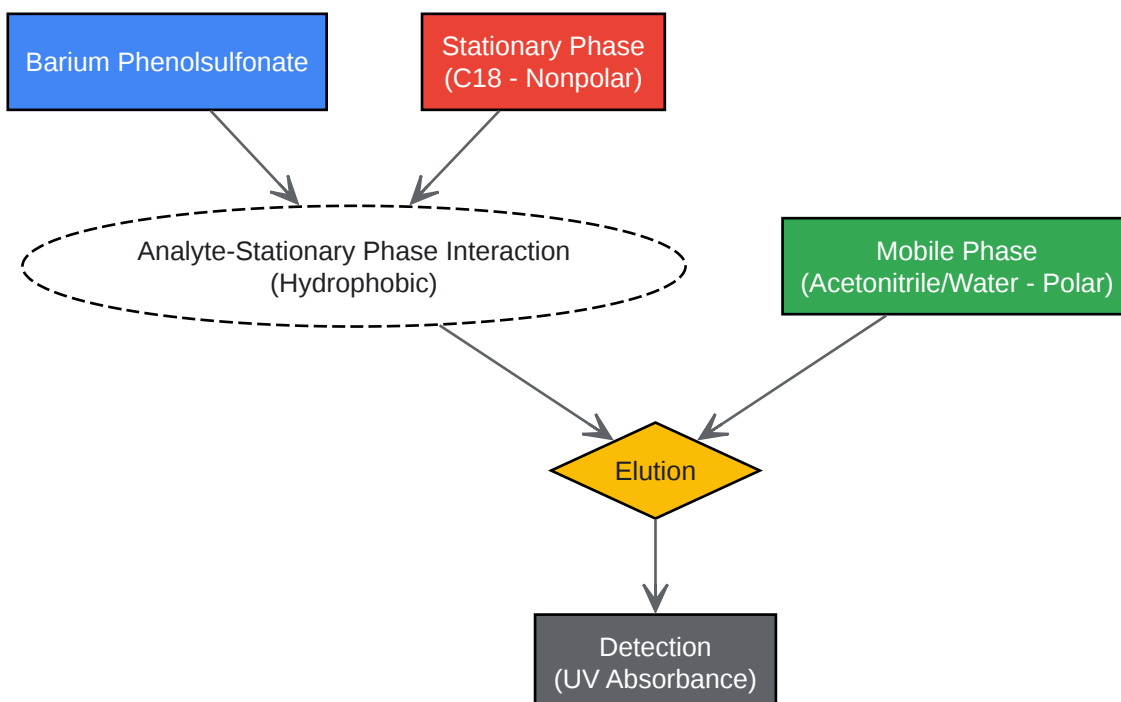 Barium Phenolsulfonate
Stationary Phase
(C18 - Nonpolar)
Analyte-Stationary Phase Interaction
(Hydrophobic)
Mobile Phase
(Acetonitrile/Water - Polar)
Elution
Detection
(UV Absorbance)